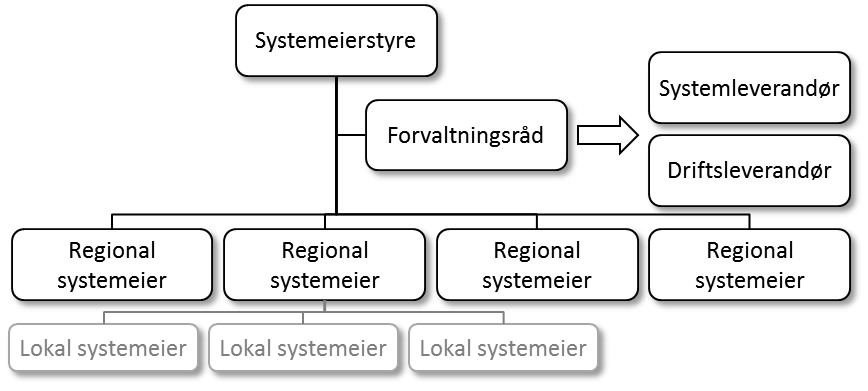 Systemeierstyre
Systemleverandør
Forvaltningsråd
Driftsleverandør
Regional
systemeier
Regional
systemeier
Regional
systemeier
Regional
systemeier
Lokal systemeier
Lokal systemeier
Lokal systemeier